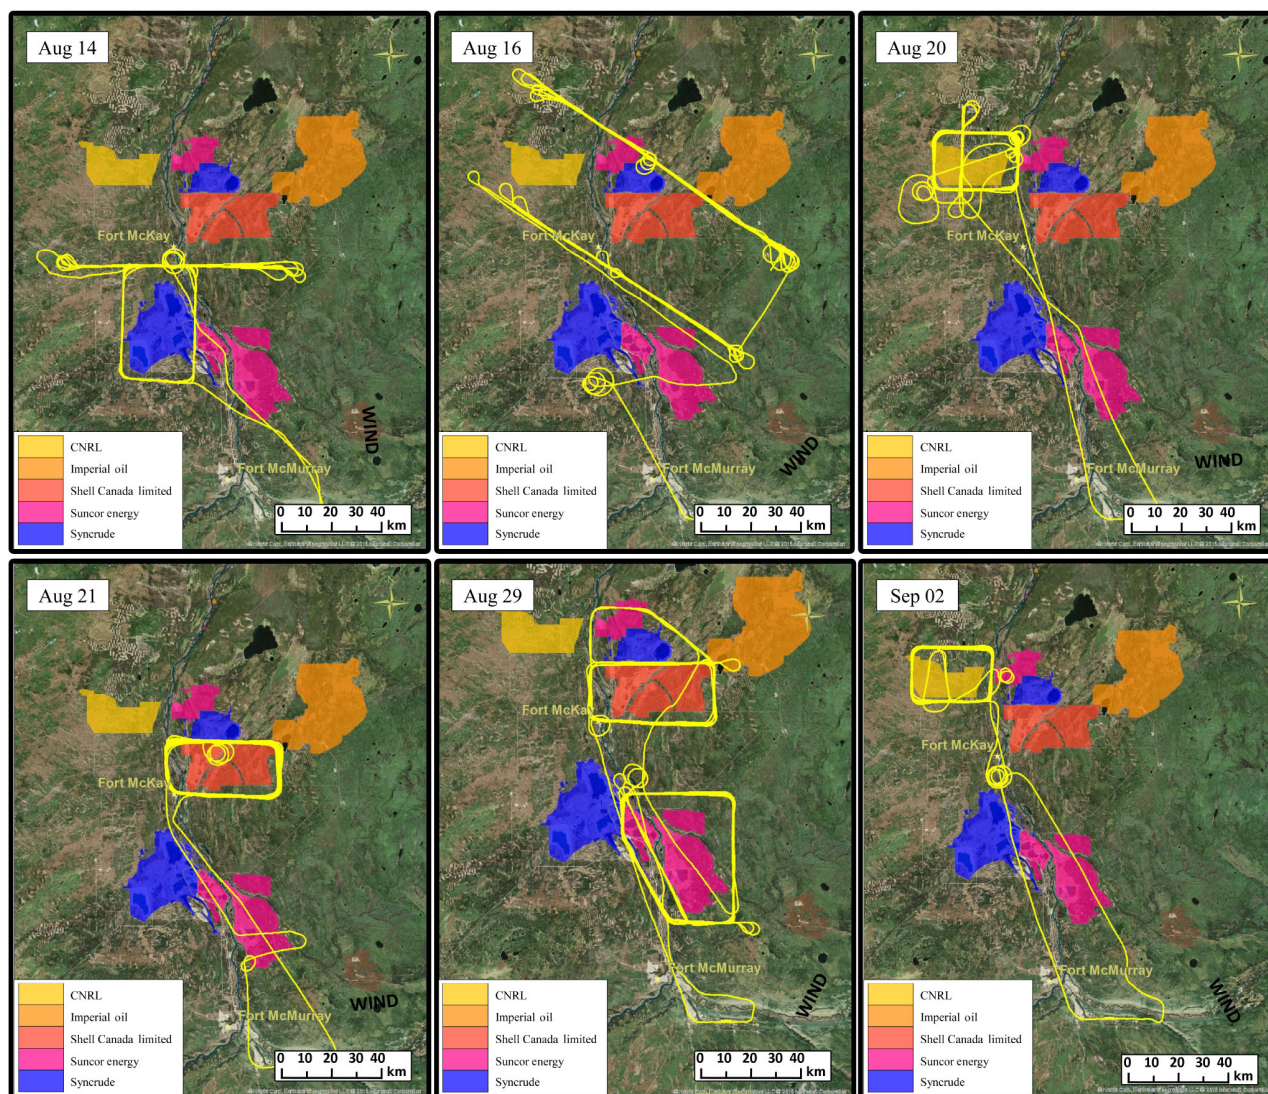 Aug 14
Fort McKay
WIND
Fort McMurray
CNRL
Imperial oil
Shell Canada limited
Suncor energy
Syncrude
0 10 20 30 40
km
Aug 16
Fort McKay
WIND
Fort McMurray
CNRL
Imperial oil
Shell Canada limited
Suncor energy
Syncrude
0 10 20 30 40
km
Aug 20
Fort McKay
WIND
Fort McMurray
CNRL
Imperial oil
Shell Canada limited
Suncor energy
Syncrude
0 10 20 30 40
km
Aug 21
Fort McKay
WIND
Fort McMurray
CNRL
Imperial oil
Shell Canada limited
Suncor energy
Syncrude
0 10 20 30 40
km
Aug 29
Fort McKay
Fort McMurray
WIND
CNRL
Imperial oil
Shell Canada limited
Suncor energy
Syncrude
0 10 20 30 40
km
Sep 02
Fort McKay
Fort McMurray
WIND
CNRL
Imperial oil
Shell Canada limited
Suncor energy
Syncrude
0 10 20 30 40
km